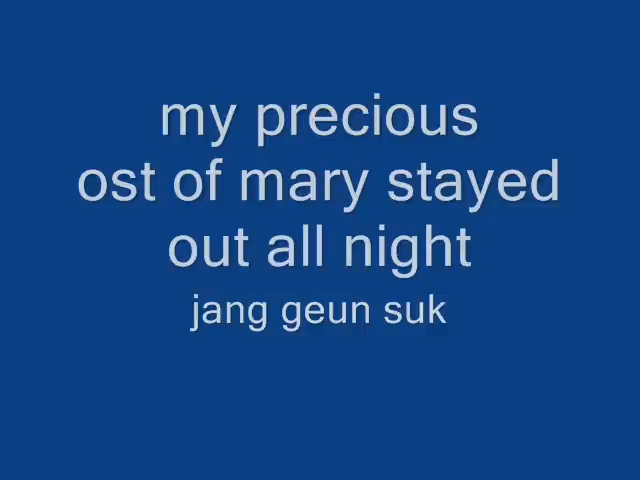 my precious
ost of mary stayed
out all night
jang geun suk